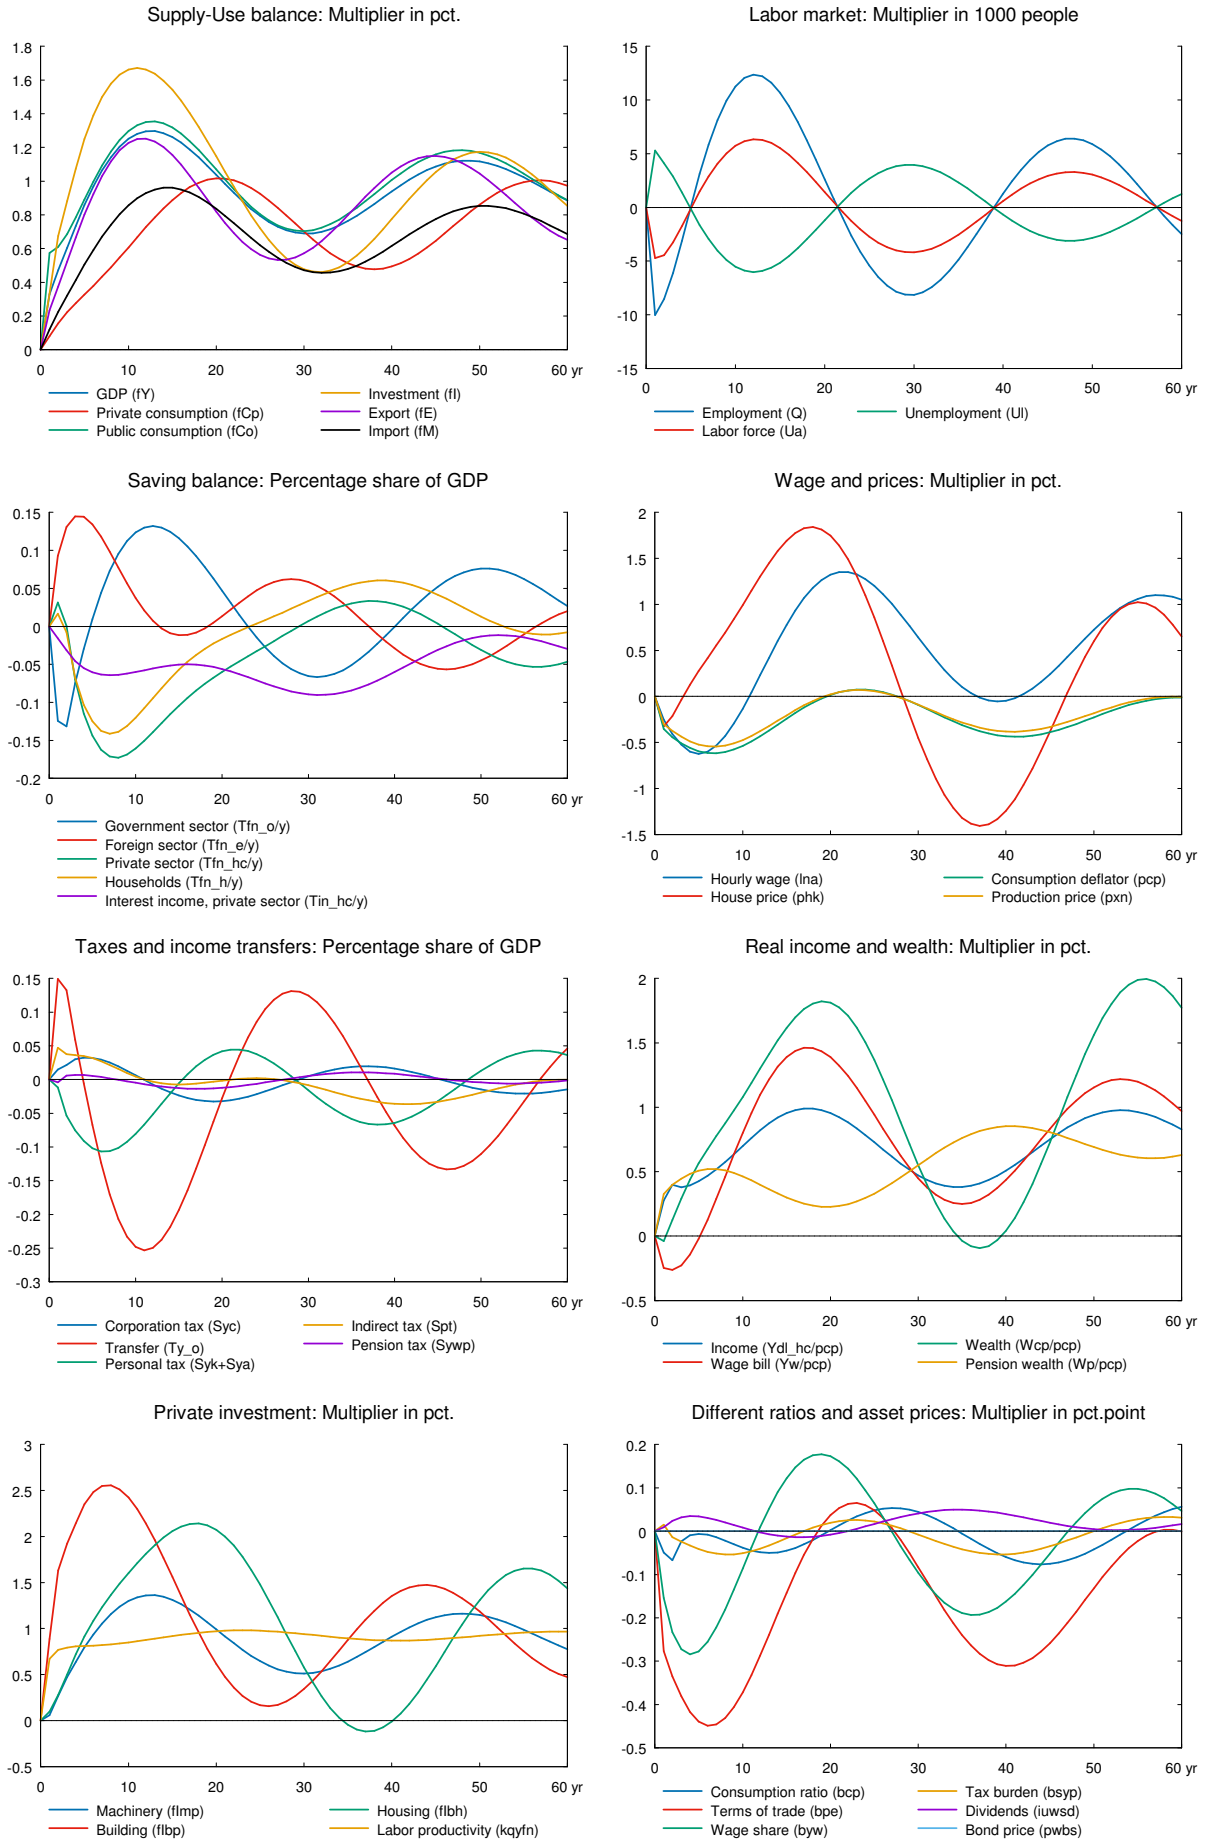 Supply-Use balance: Multiplier in pct.
1.8
1.6
1.4
1.2
1
0.8
0.6
0.4
0.2
0
0 10 20 30 40 50 60 yr
GDP (fY) Investment (fI)
Private consumption (fCp) Export (fE)
Public consumption (fCo) Import (fM)
Labor market: Multiplier in 1000 people
15
10
5
0
-5
-10
-15
0 10 20 30 40 50 60 yr
Employment (Q) Unemployment (Ul)
Labor force (Ua)
Saving balance: Percentage share of GDP
0.15
0.1
0.05
0
-0.05
-0.1
-0.15
-0.2
0 10 20 30 40 50 60 yr
Government sector (Tfn_o/y)
Foreign sector (Tfn_e/y)
Private sector (Tfn_hc/y)
Households (Tfn_h/y)
Interest income, private sector (Tin_hc/y)
Wage and prices: Multiplier in pct.
2
1.5
1
0.5
0
-0.5
-1
-1.5
0 10 20 30 40 50 60 yr
Hourly wage (lna) Consumption deflator (pcp)
House price (phk) Production price (pxn)
Taxes and income transfers: Percentage share of GDP
0.15
0.1
0.05
0
-0.05
-0.1
-0.15
-0.2
-0.25
-0.3
0 10 20 30 40 50 60 yr
Corporation tax (Syc) Indirect tax (Spt)
Transfer (Ty_o) Pension tax (Sywp)
Personal tax (Syk+Sya)
Real income and wealth: Multiplier in pct.
2
1.5
1
0.5
0
-0.5
0 10 20 30 40 50 60 yr
Income (Ydl_hc/pcp) Wealth (Wcp/pcp)
Wage bill (Yw/pcp) Pension wealth (Wp/pcp)
Private investment: Multiplier in pct.
3
2.5
2
1.5
1
0.5
0
-0.5
0 10 20 30 40 50 60 yr
Machinery (fImp) Housing (fIbh)
Building (fIbp) Labor productivity (kqyfn)
Different ratios and asset prices: Multiplier in pct.point
0.2
0.1
0
-0.1
-0.2
-0.3
-0.4
-0.5
0 10 20 30 40 50 60 yr
Consumption ratio (bcp) Tax burden (bsyp)
Terms of trade (bpe) Dividends (iuwsd)
Wage share (byw) Bond price (pwbs)